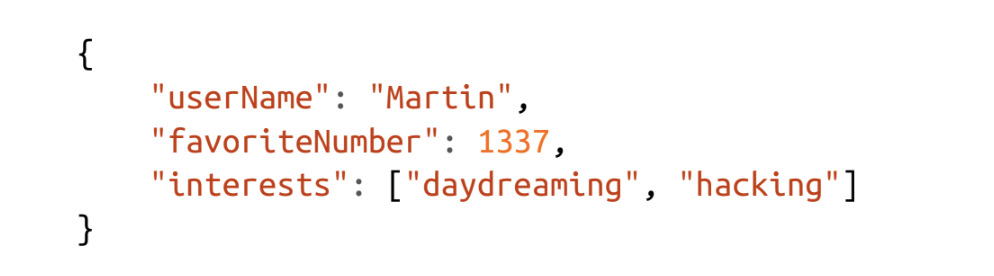 {
"userName": "Martin",
"favoriteNumber": 1337,
"interests": ["daydreaming", "hacking"]
}